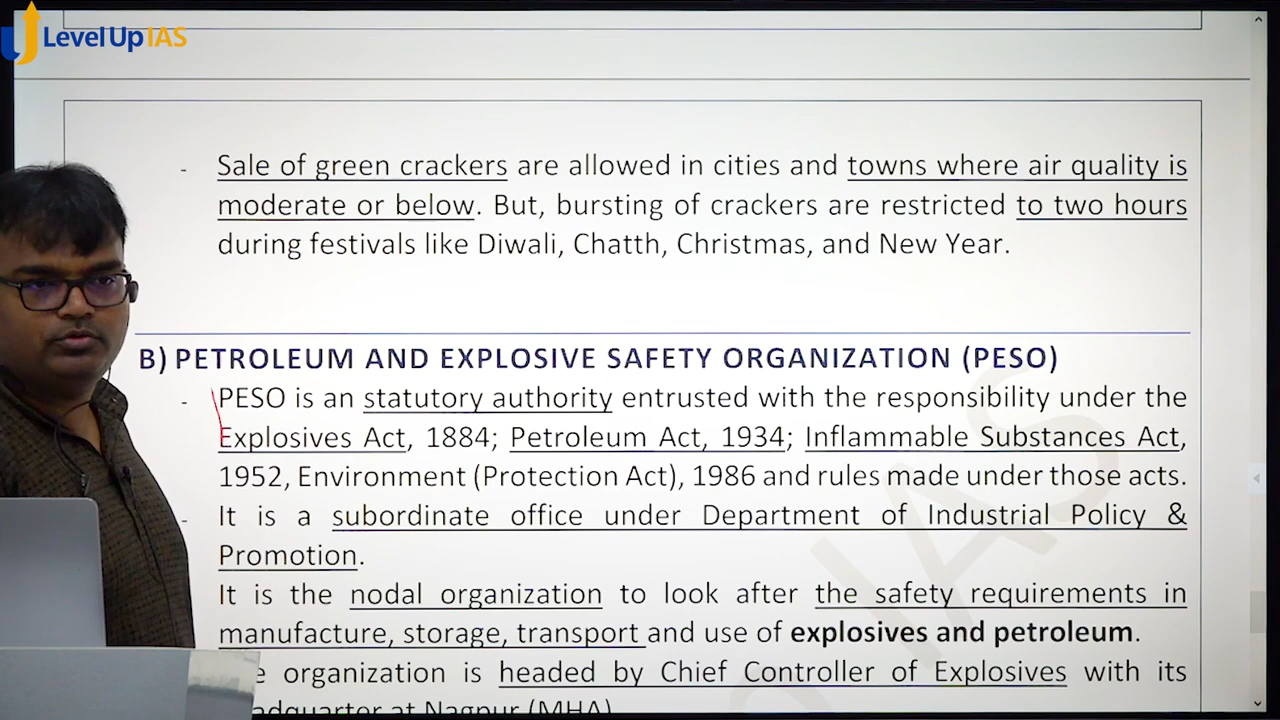 Level Up IAS
- Sale of green crackers are allowed in cities and towns where air quality is
moderate or below. But, bursting of crackers are restricted to two hours
during festivals like Diwali, Chatth, Christmas, and New Year.
B) PETROLEUM AND EXPLOSIVE SAFETY ORGANIZATION (PESO)
- PESO is an statutory authority entrusted with the responsibility under the
Explosives Act, 1884; Petroleum Act, 1934; Inflammable Substances Act,
1952, Environment (Protection Act), 1986 and rules made under those acts.
- It is a subordinate office under Department of Industrial Policy &
Promotion.
It is the nodal organization to look after the safety requirements in
manufacture, storage, transport and use of explosives and petroleum.
organization is headed by Chief Controller of Explosives with its
at Nagpur (MHA)
IAS